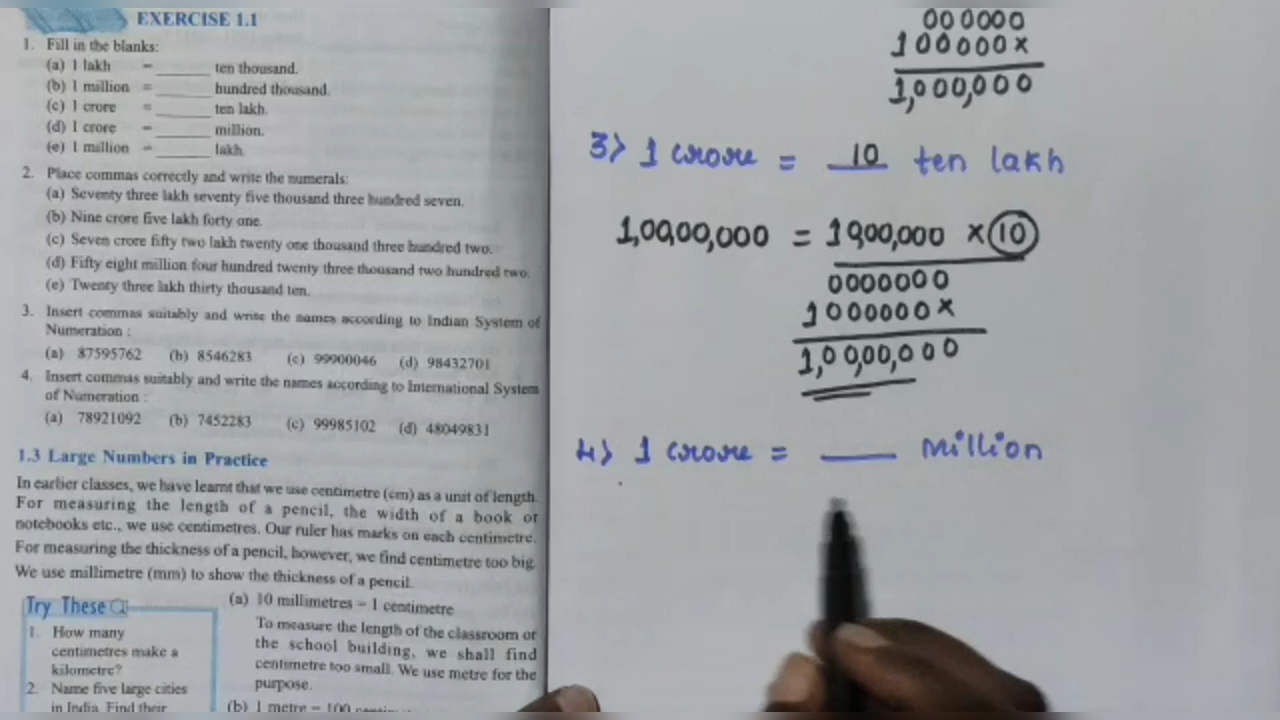 EXERCISE 1.1
1. Fill in the blanks:
(a) 1 lakh = ______ ten thousand.
(b) 1 million = ______ hundred thousand.
(c) 1 crore = ______ ten lakh.
(d) 1 crore = ______ million.
(e) 1 million = ______ lakh.
2. Place commas correctly and write the numerals:
(a) Seventy three lakh seventy five thousand three hundred seven.
(b) Nine crore five lakh forty one.
(c) Seven crore fifty two lakh twenty one thousand three hundred two.
(d) Fifty eight million four hundred twenty three thousand two hundred two.
(e) Twenty three lakh thirty thousand ten.
3. Insert commas suitably and write the names according to Indian System of
Numeration :
(a) 87595762 (b) 8546283 (c) 99900046 (d) 98432701
4. Insert commas suitably and write the names according to International System
of Numeration :
(a) 78921092 (b) 7452283 (c) 99985102 (d) 48049831
1.3 Large Numbers in Practice
In earlier classes, we have learnt that we use centimetre (cm) as a unit of length.
For measuring the length of a pencil, the width of a book or
notebooks etc., we use centimetres. Our ruler has marks on each centimetre.
For measuring the thickness of a pencil, however, we find centimetre too big.
We use millimetre (mm) to show the thickness of a pencil.
Try These
1. How many
centimetres make a
kilometre?
2. Name five large cities
in India. Find their
(a) 10 millimetres = 1 centimetre
To measure the length of the classroom or
the school building, we shall find
centimetre too small. We use metre for the
purpose.
(b) 1 metre = 100
000000
100000×
1,000,000
3> 1 crore = 10 ten lakh
1,00,00,000 = 10,00,000 × 10
0000000
1000000×
1,00,00,000
4> 1 crore = ___ Million